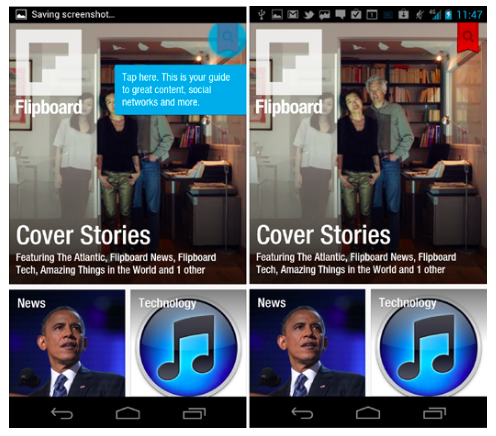 Saving screenshot...
Flipboard
Tap here. This is your guide
to great content, social
networks and more.
Cover Stories
Featuring The Atlantic, Flipboard News, Flipboard
Tech, Amazing Things in the World and 1 other
News
Technology
11:47
Flipboard
Cover Stories
Featuring The Atlantic, Flipboard News, Flipboard
Tech, Amazing Things in the World and 1 other
News
Technology